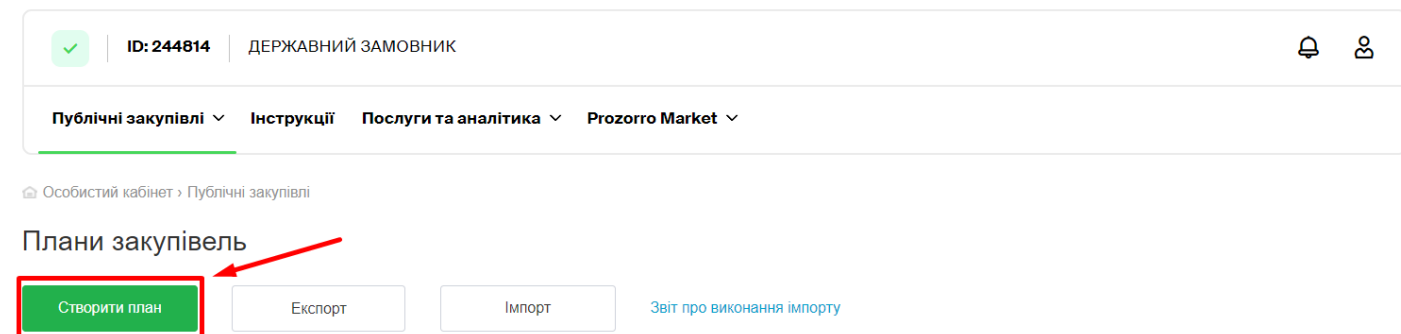 ID: 244814 ДЕРЖАВНИЙ ЗАМОВНИК
Публічні закупівлі Інструкції Послуги та аналітика Prozorro Market
Особистий кабінет › Публічні закупівлі
Плани закупівель
Створити план Експорт Імпорт Звіт про виконання імпорту